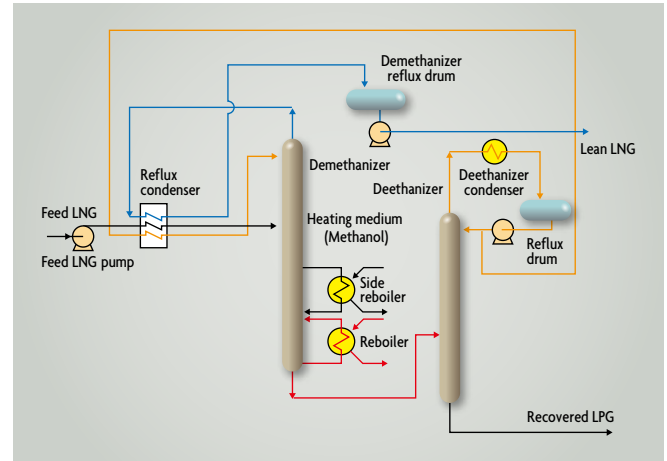 Demethanizer
reflux drum
Lean LNG
Reflux
condenser
Demethanizer
Deethanizer
Deethanizer
condenser
Feed LNG
Feed LNG pump
Heating medium
(Methanol)
Reflux
drum
Side
reboiler
Reboiler
Recovered LPG